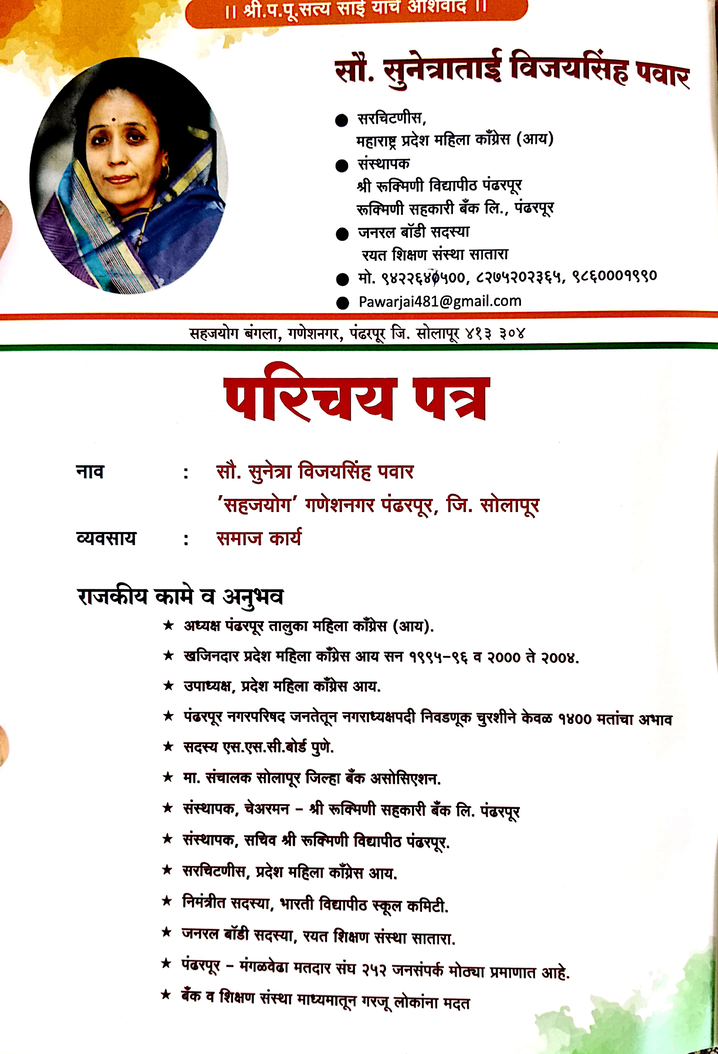 ।। श्री.प.पू.सत्य साई यांचे आशिर्वाद ।।
सौ. सुनेत्राताई विजयसिंह पवार
● सरचिटणीस,
महाराष्ट्र प्रदेश महिला काँग्रेस (आय)
● संस्थापक
श्री रूक्मिणी विद्यापीठ पंढरपूर
रूक्मिणी सहकारी बँक लि., पंढरपूर
● जनरल बॉडी सदस्या
रयत शिक्षण संस्था सातारा
● मो. ९४२२६४०५००, ८२७५२०२३६५, ९८६०००१९९०
● Pawarjai481@gmail.com
सहजयोग बंगला, गणेशनगर, पंढरपूर जि. सोलापूर ४१३ ३०४
परिचय पत्र
नाव : सौ. सुनेत्रा विजयसिंह पवार
'सहजयोग' गणेशनगर पंढरपूर, जि. सोलापूर
व्यवसाय : समाज कार्य
राजकीय कामे व अनुभव
★ अध्यक्ष पंढरपूर तालुका महिला काँग्रेस (आय).
★ खजिनदार प्रदेश महिला काँग्रेस आय सन १९९५-९६ व २००० ते २००४.
★ उपाध्यक्ष, प्रदेश महिला काँग्रेस आय.
★ पंढरपूर नगरपरिषद जनतेतून नगराध्यक्षपदी निवडणूक चुरशीने केवळ १४०० मतांचा अभाव
★ सदस्य एस.एस.सी.बोर्ड पुणे.
★ मा. संचालक सोलापूर जिल्हा बँक असोसिएशन.
★ संस्थापक, चेअरमन – श्री रूक्मिणी सहकारी बँक लि. पंढरपूर
★ संस्थापक, सचिव श्री रूक्मिणी विद्यापीठ पंढरपूर.
★ सरचिटणीस, प्रदेश महिला काँग्रेस आय.
★ निमंत्रीत सदस्या, भारती विद्यापीठ स्कूल कमिटी.
★ जनरल बॉडी सदस्या, रयत शिक्षण संस्था सातारा.
★ पंढरपूर – मंगळवेढा मतदार संघ २५२ जनसंपर्क मोठ्या प्रमाणात आहे.
★ बँक व शिक्षण संस्था माध्यमातून गरजू लोकांना मदत